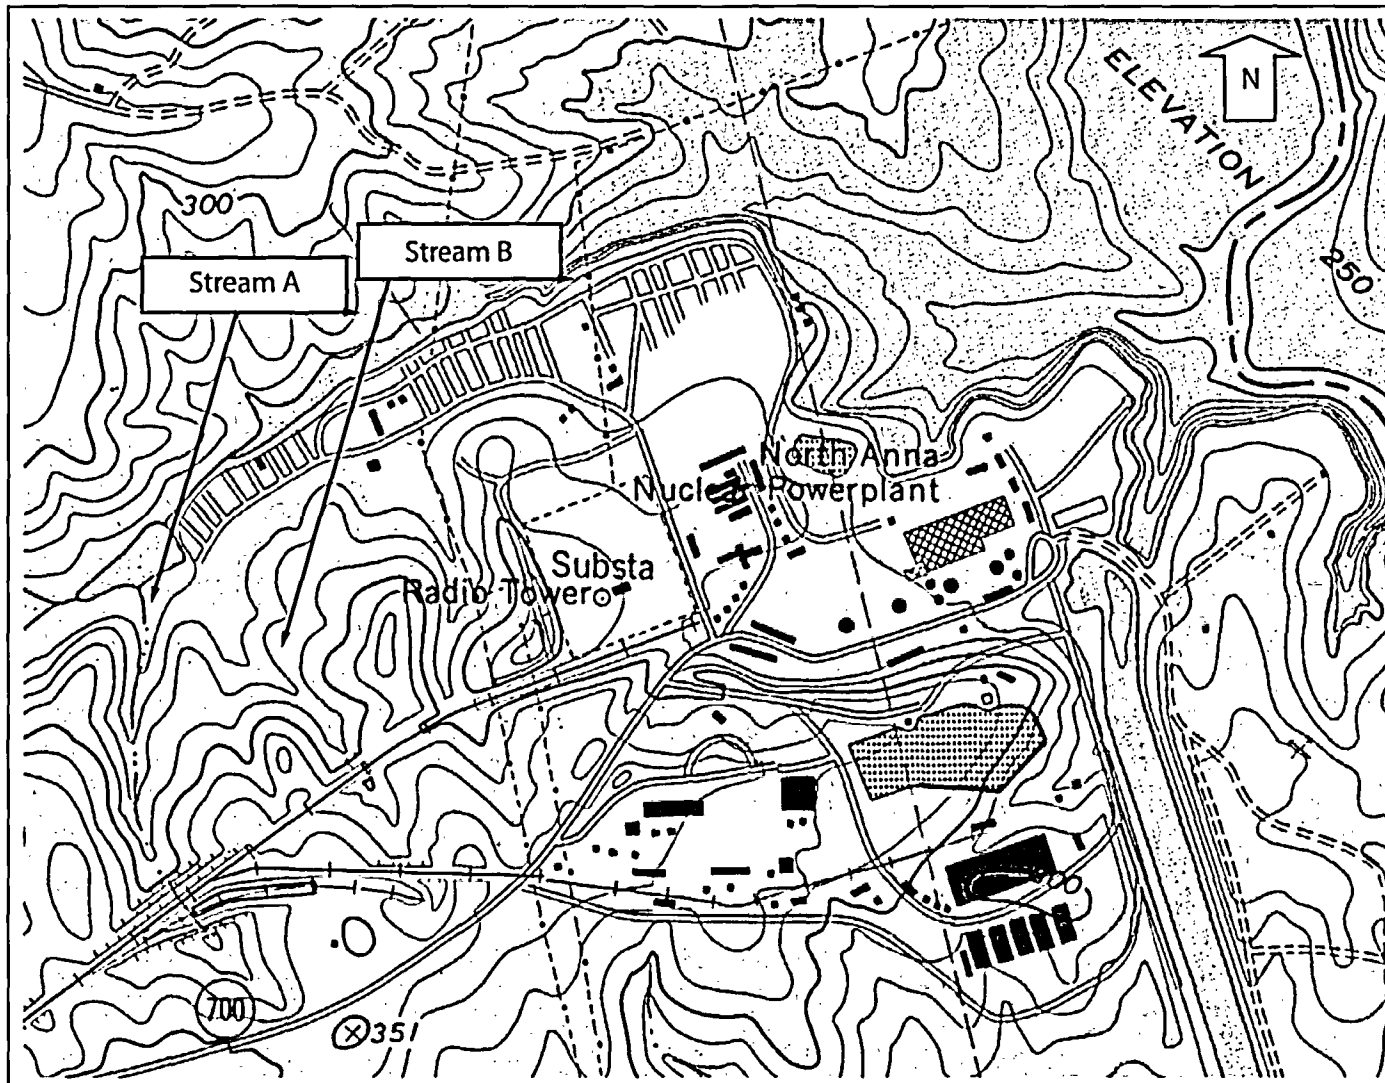 ELEVATION
N
300
Stream B
250
Stream A
North Anna
Nuclear Powerplant
Substa
Radio Tower
700
351